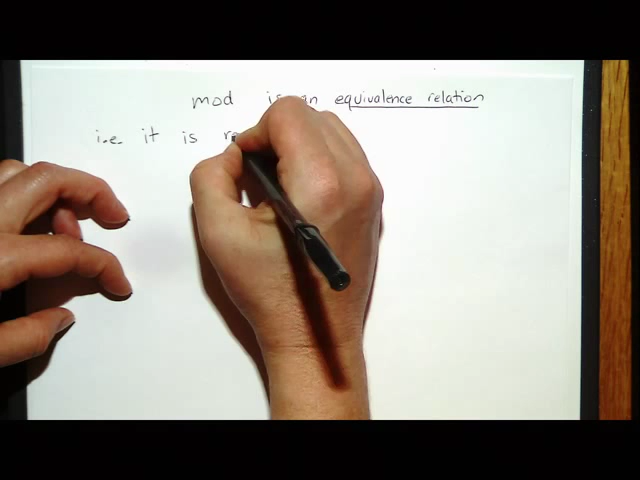 mod is an equivalence relation
i.e. it is